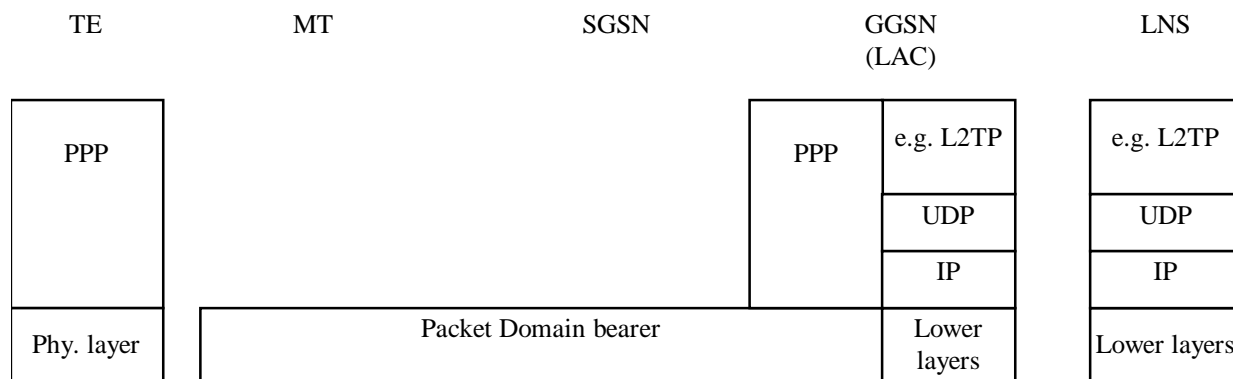 TE MT SGSN GGSN LNS
(LAC)
PPP PPP e.g. L2TP e.g. L2TP
UDP UDP
IP IP
Phy. layer Packet Domain bearer Lower Lower layers
layers